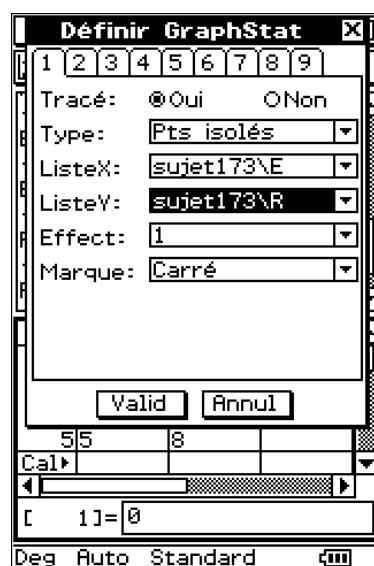 Définir GraphStat X
1 2 3 4 5 6 7 8 9
Tracé: Oui Non
Type: Pts isolés
ListeX: sujet173\E
ListeY: sujet173\R
Effect: 1
Marque: Carré
Valid Annul
5 5 8
Cal
[ 1]= 0
Deg Auto Standard